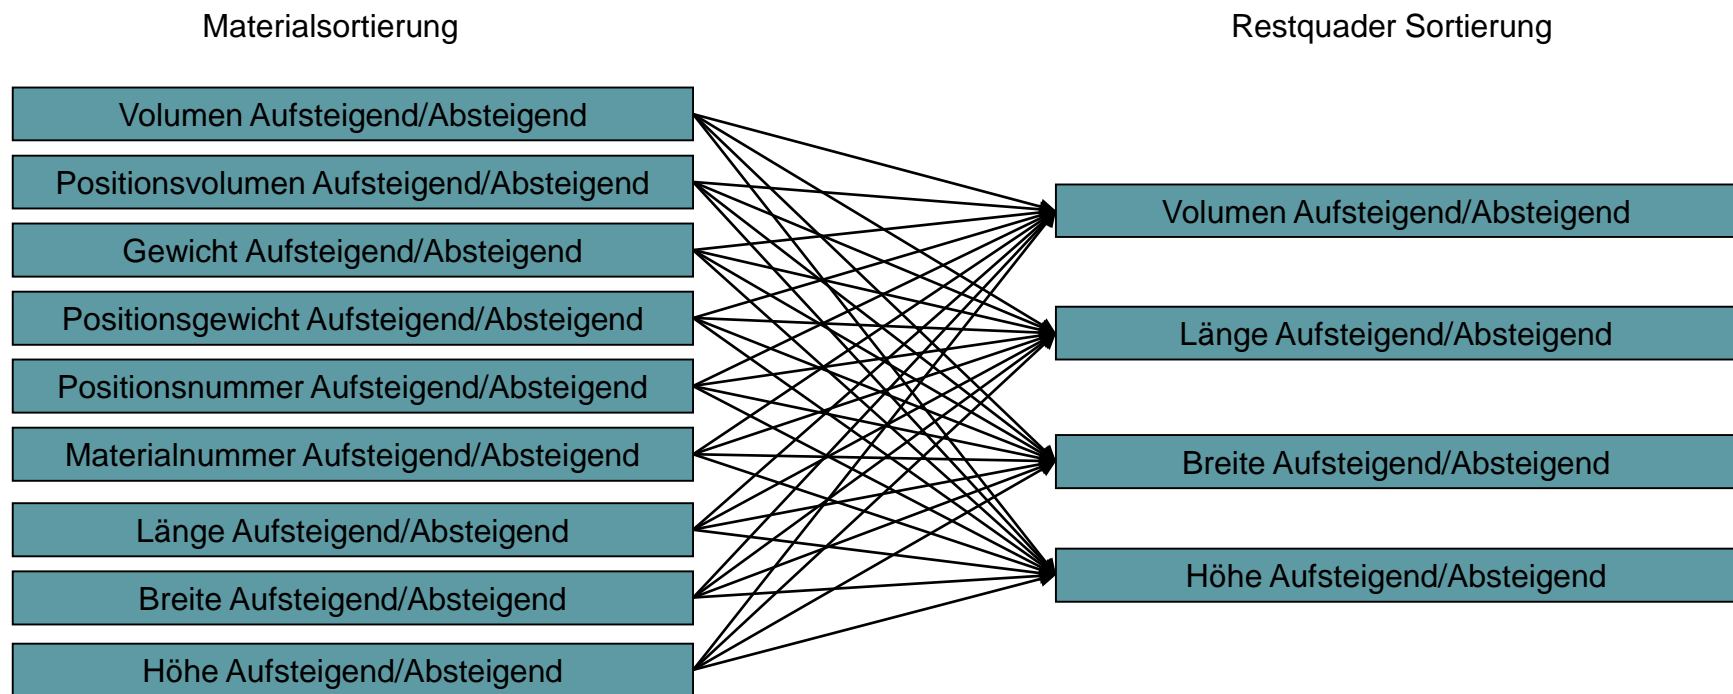 Materialsortierung
Restquader Sortierung
Volumen Aufsteigend/Absteigend
Positionsvolumen Aufsteigend/Absteigend
Gewicht Aufsteigend/Absteigend
Positionsgewicht Aufsteigend/Absteigend
Positionsnummer Aufsteigend/Absteigend
Materialnummer Aufsteigend/Absteigend
Länge Aufsteigend/Absteigend
Breite Aufsteigend/Absteigend
Höhe Aufsteigend/Absteigend
Volumen Aufsteigend/Absteigend
Länge Aufsteigend/Absteigend
Breite Aufsteigend/Absteigend
Höhe Aufsteigend/Absteigend